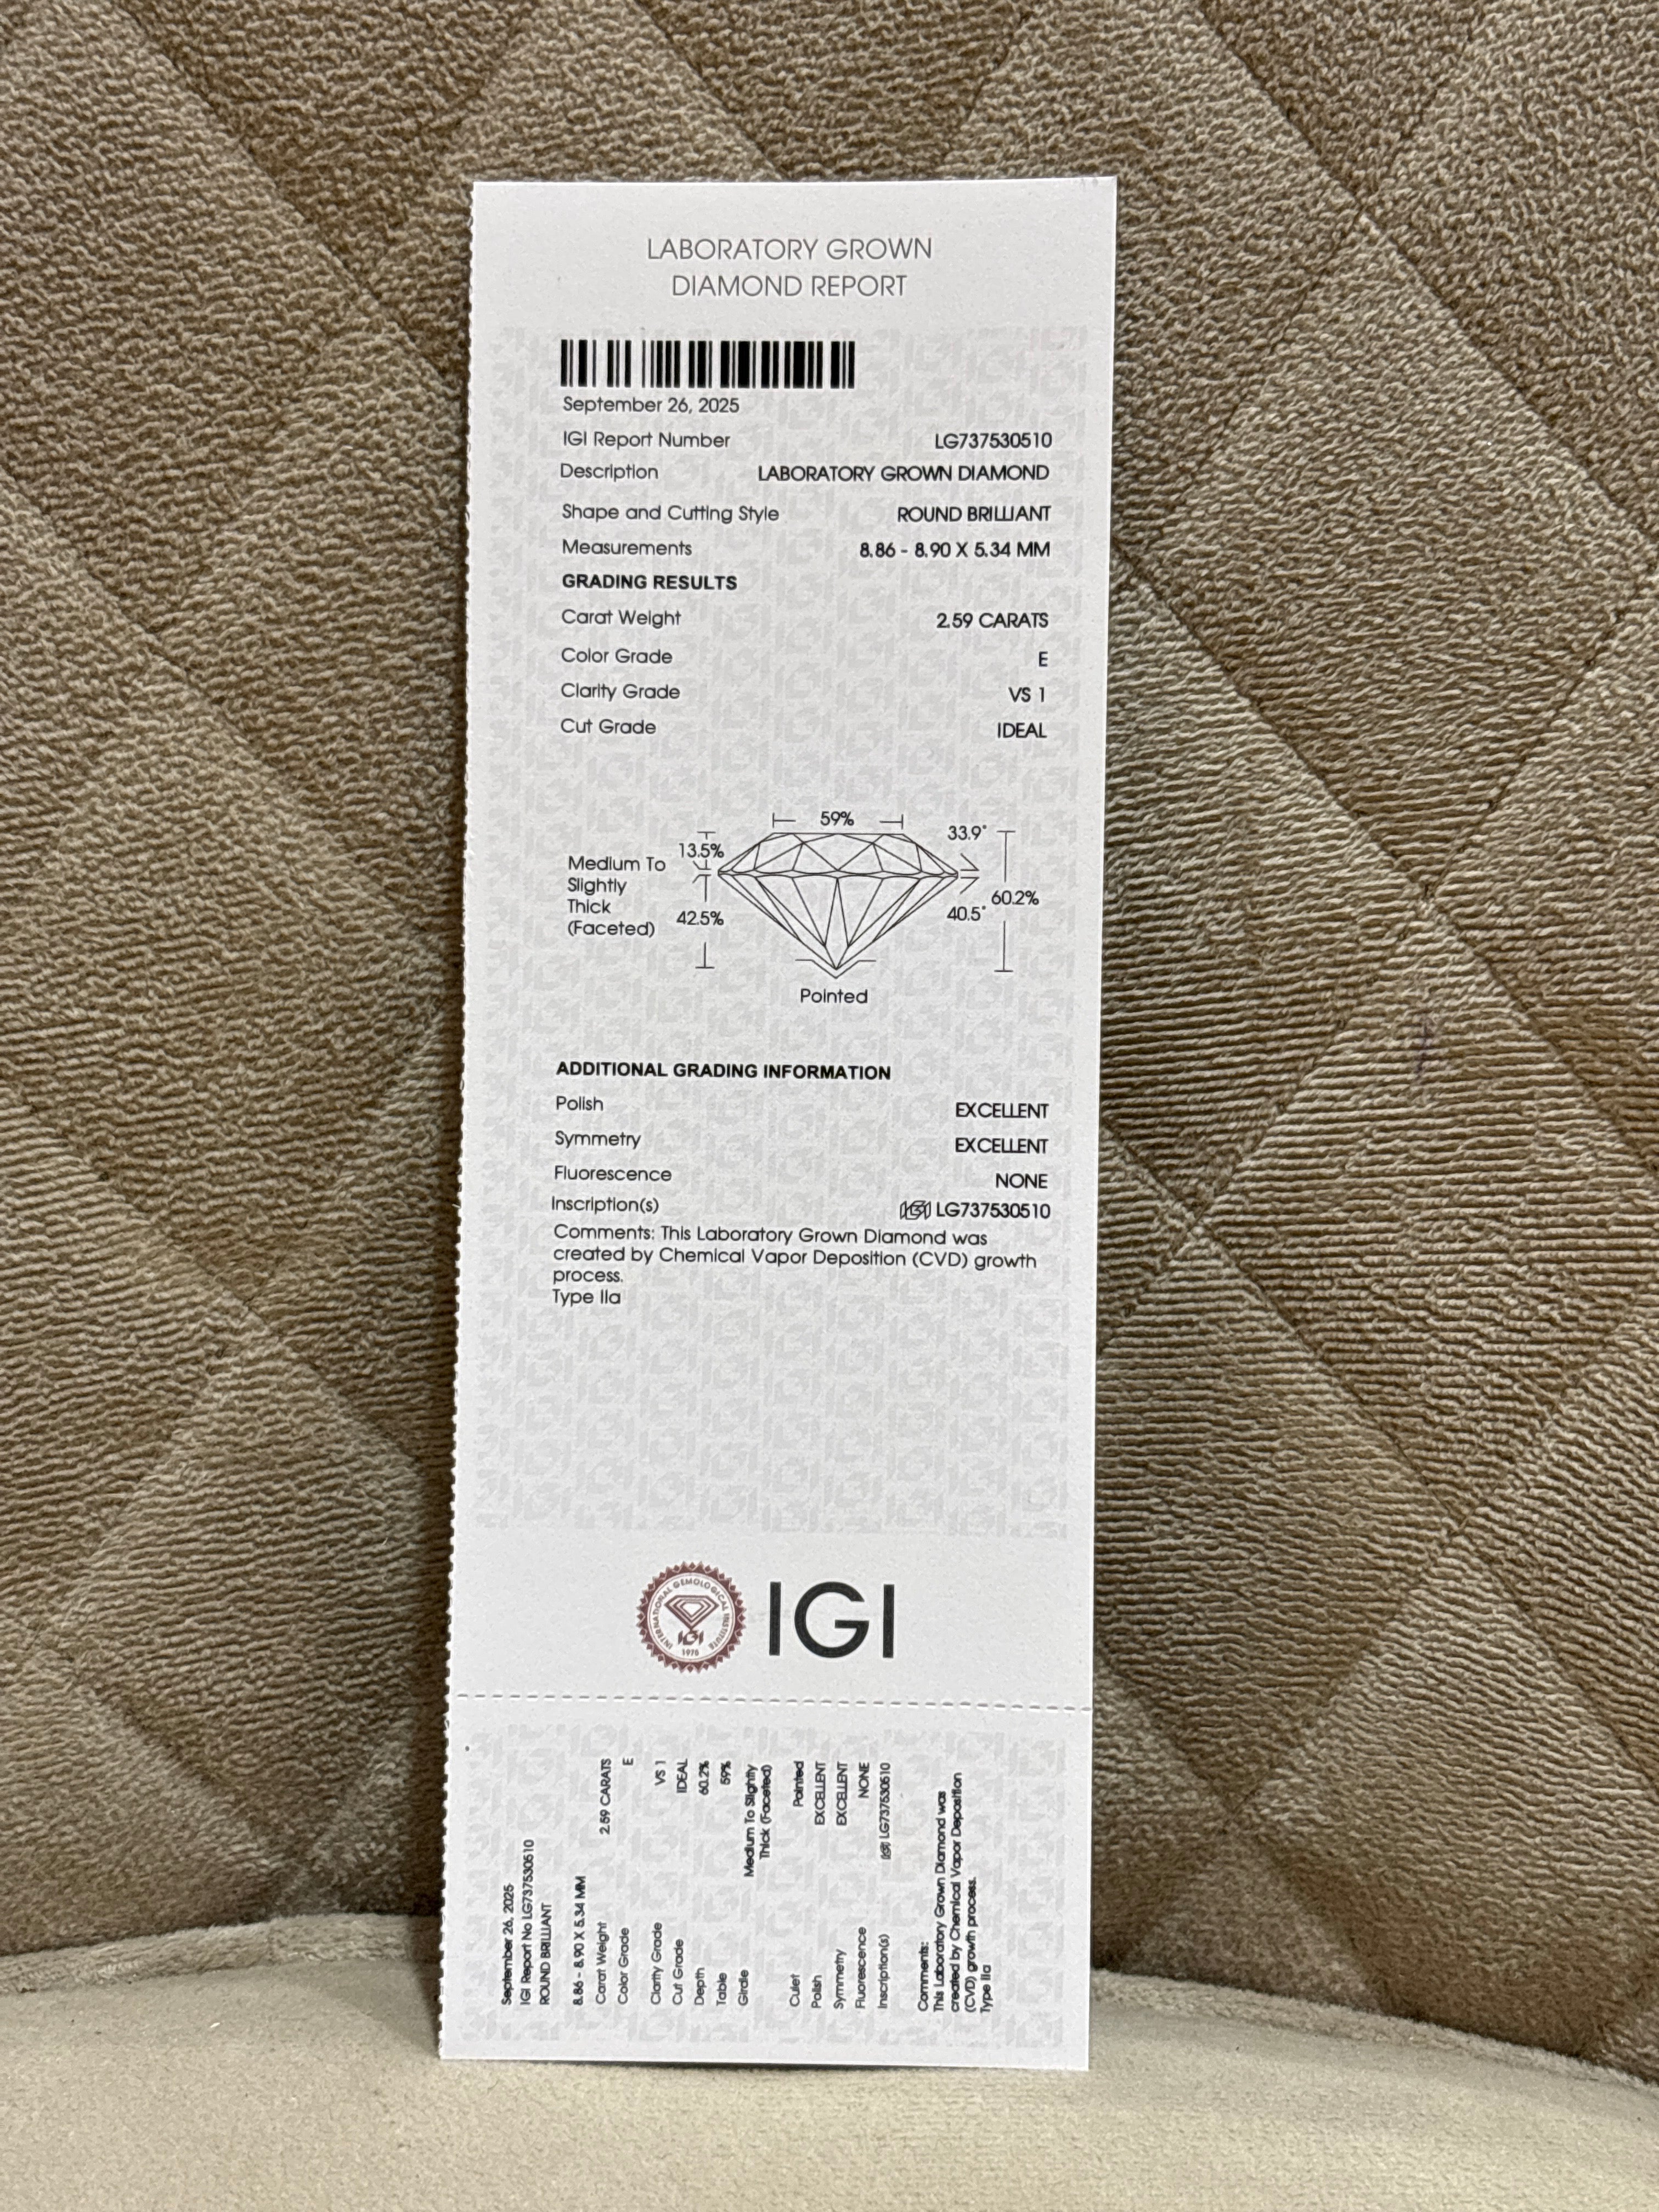 LABORATORY GROWN
DIAMOND REPORT
September 26, 2025
IGI Report Number LG737530510
Description LABORATORY GROWN DIAMOND
Shape and Cutting Style ROUND BRILLIANT
Measurements 8.86 - 8.90 X 5.34 MM
GRADING RESULTS
Carat Weight 2.59 CARATS
Color Grade E
Clarity Grade VS 1
Cut Grade IDEAL
59%
33.9°
13.5%
Medium To
Slightly
Thick
(Faceted)
60.2%
42.5%
40.5°
Pointed
ADDITIONAL GRADING INFORMATION
Polish EXCELLENT
Symmetry EXCELLENT
Fluorescence NONE
Inscription(s) IGI LG737530510
Comments: This Laboratory Grown Diamond was
created by Chemical Vapor Deposition (CVD) growth
process.
Type IIa
INTERNATIONAL GEMOLOGICAL INSTITUTE
IGI
1975
IGI
September 26, 2025
IGI Report No LG737530510
ROUND BRILLIANT
8.86 - 8.90 X 5.34 MM
Carat Weight 2.59 CARATS
Color Grade E
Clarity Grade VS 1
Cut Grade IDEAL
Depth 60.2%
Table 59%
Girdle Medium To Slightly
Thick (Faceted)
Culet Pointed
Polish EXCELLENT
Symmetry EXCELLENT
Fluorescence NONE
Inscription(s) IGI LG737530510
Comments:
This Laboratory Grown Diamond was
created by Chemical Vapor Deposition
(CVD) growth process.
Type IIa